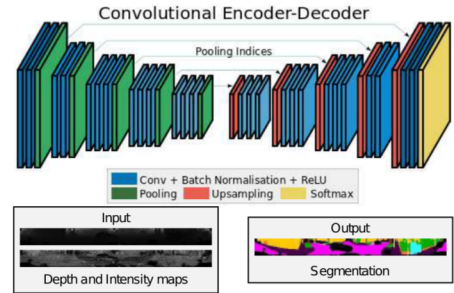 Convolutional Encoder-Decoder
Pooling Indices
Conv + Batch Normalisation + ReLU
Pooling Upsampling Softmax
Input
Depth and Intensity maps
Output
Segmentation